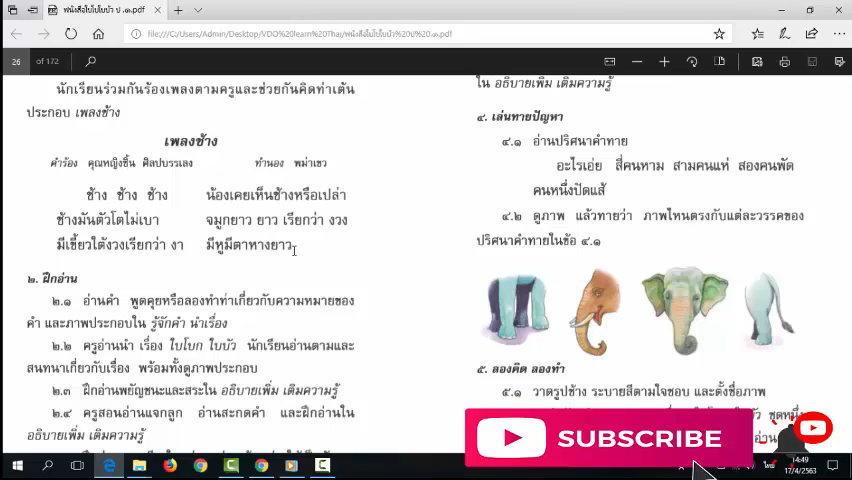 หนังสือใบโบกใบบัว ป.๑.pdf
file:///C:/Users/Admin/Desktop/VDO%20learn%20Thai/หนังสือใบโบกใบบัว%20ป%20.๑.pdf
26 of 172
นักเรียนร่วมกันร้องเพลงตามครูและช่วยกันคิดท่าเต้น
ประกอบ เพลงช้าง
เพลงช้าง
คำร้อง คุณหญิงชิ้น ศิลปบรรเลง ทำนอง พม่าเขว
ช้าง ช้าง ช้าง น้องเคยเห็นช้างหรือเปล่า
ช้างมันตัวโตไม่เบา จมูกยาว ยาว เรียกว่า งวง
มีเขี้ยวใต้งวงเรียกว่า งา มีหูมีตาหางยาว
๒. ฝึกอ่าน
๒.๑ อ่านคำ พูดคุยหรือลองทำท่าเกี่ยวกับความหมายของ
คำ และภาพประกอบใน รู้จักคำ นำเรื่อง
๒.๒ ครูอ่านนำ เรื่อง ใบโบก ใบบัว นักเรียนอ่านตามและ
สนทนาเกี่ยวกับเรื่อง พร้อมทั้งดูภาพประกอบ
๒.๓ ฝึกอ่านพยัญชนะและสระใน อธิบายเพิ่ม เติมความรู้
๒.๔ ครูสอนอ่านแจกลูก อ่านสะกดคำ และฝึกอ่านใน
อธิบายเพิ่ม เติมความรู้
ใน อธิบายเพิ่ม เติมความรู้
๔. เล่นทายปัญหา
๔.๑ อ่านปริศนาคำทาย
อะไรเอ่ย สี่คนหาม สามคนแห่ สองคนพัด
คนหนึ่งปัดแส้
๔.๒ ดูภาพ แล้วทายว่า ภาพไหนตรงกับแต่ละวรรคของ
ปริศนาคำทายในข้อ ๔.๑
๕. ลองคิด ลองทำ
๕.๑ วาดรูปช้าง ระบายสีตามใจชอบ และตั้งชื่อภาพ
ชุดหนึ่ง
SUBSCRIBE
ไทย
14:49
17/4/2563